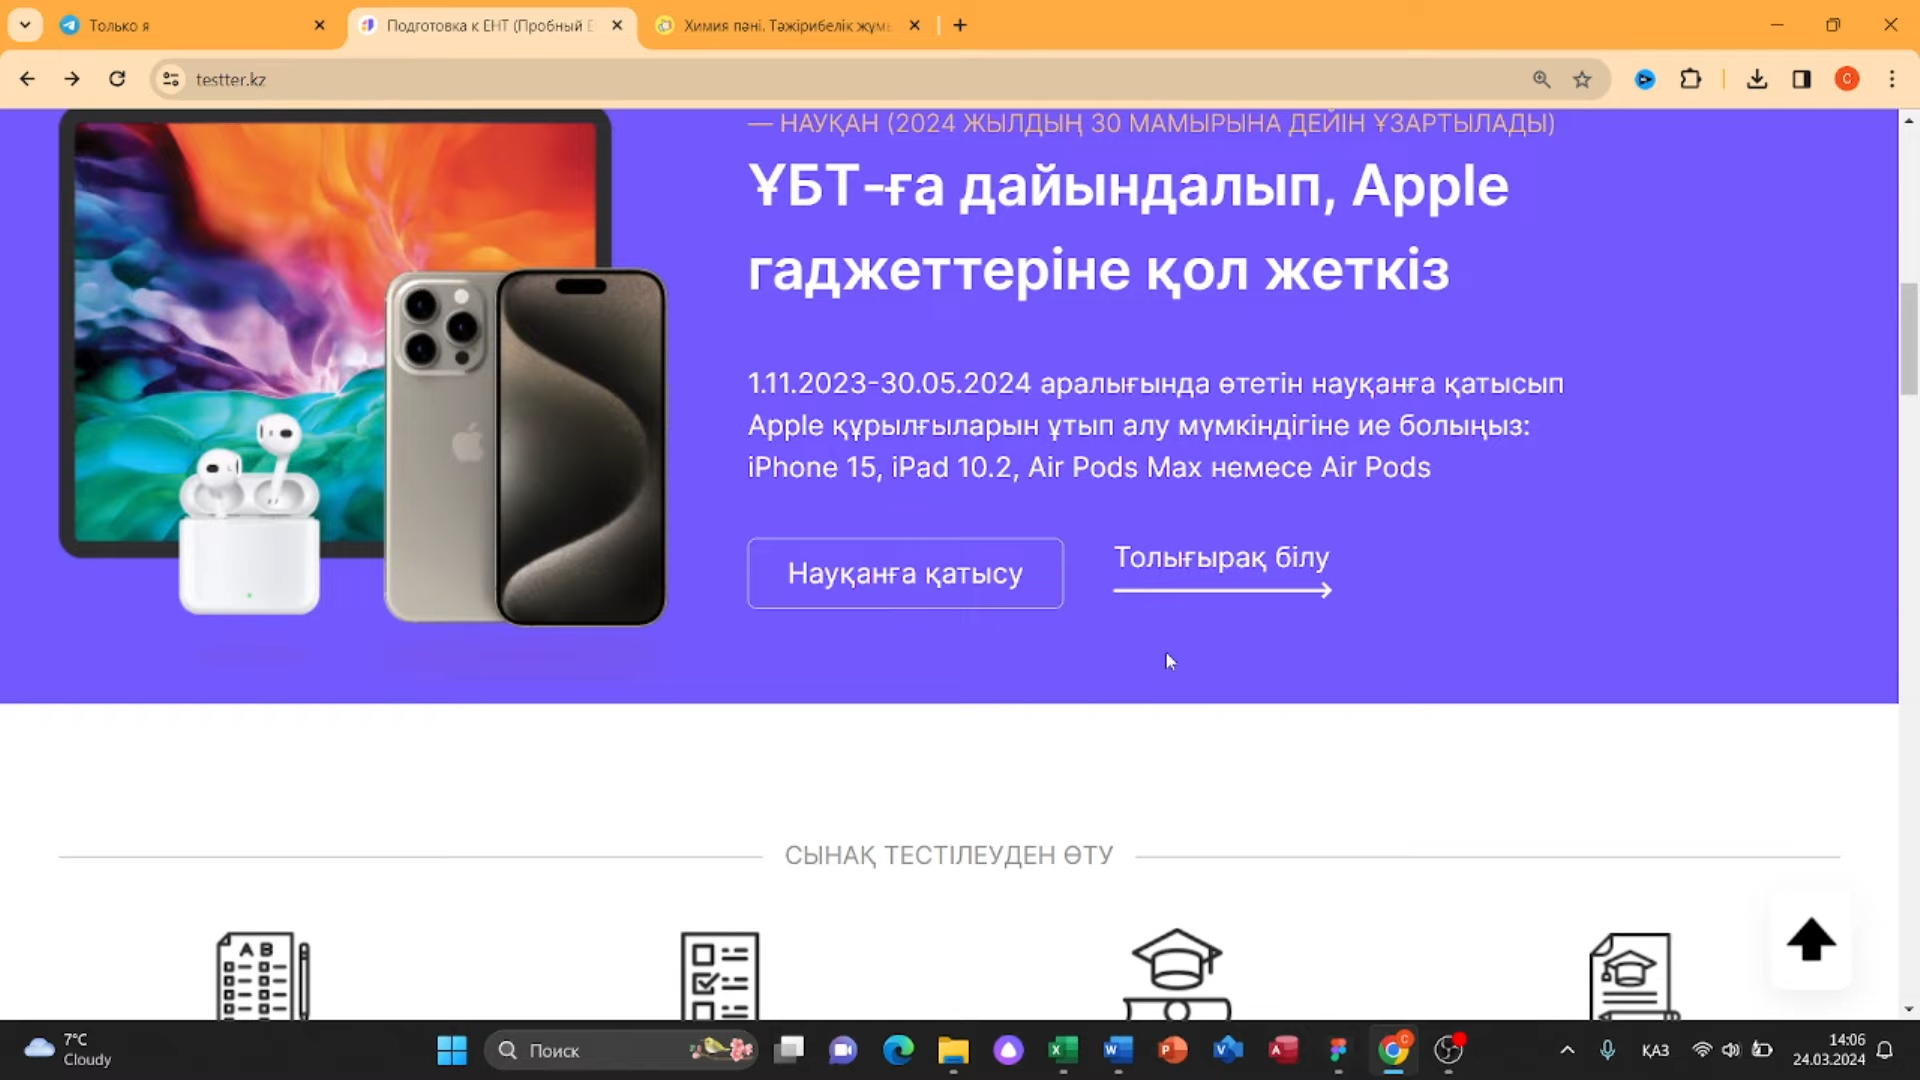 Только я
Подготовка к ЕНТ (Пробный Е
Химия пәні. Тәжірибелік жұмы
testter.kz
C
— НАУҚАН (2024 ЖЫЛДЫҢ 30 МАМЫРЫНА ДЕЙІН ҰЗАРТЫЛАДЫ)
ҰБТ-ға дайындалып, Apple
гаджеттеріне қол жеткіз
1.11.2023-30.05.2024 аралығында өтетін науқанға қатысып
Apple құрылғыларын ұтып алу мүмкіндігіне ие болыңыз:
iPhone 15, iPad 10.2, Air Pods Max немесе Air Pods
Науқанға қатысу
Толығырақ білу
СЫНАҚ ТЕСТІЛЕУДЕН ӨТУ
A B
7°C
Cloudy
Поиск
ҚАЗ
14:06
24.03.2024